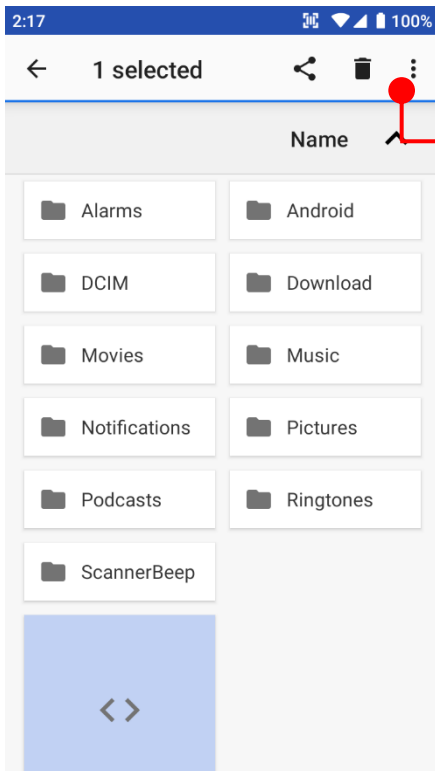 2:17 100%
1 selected
Name
Alarms Android
DCIM Download
Movies Music
Notifications Pictures
Podcasts Ringtones
ScannerBeep